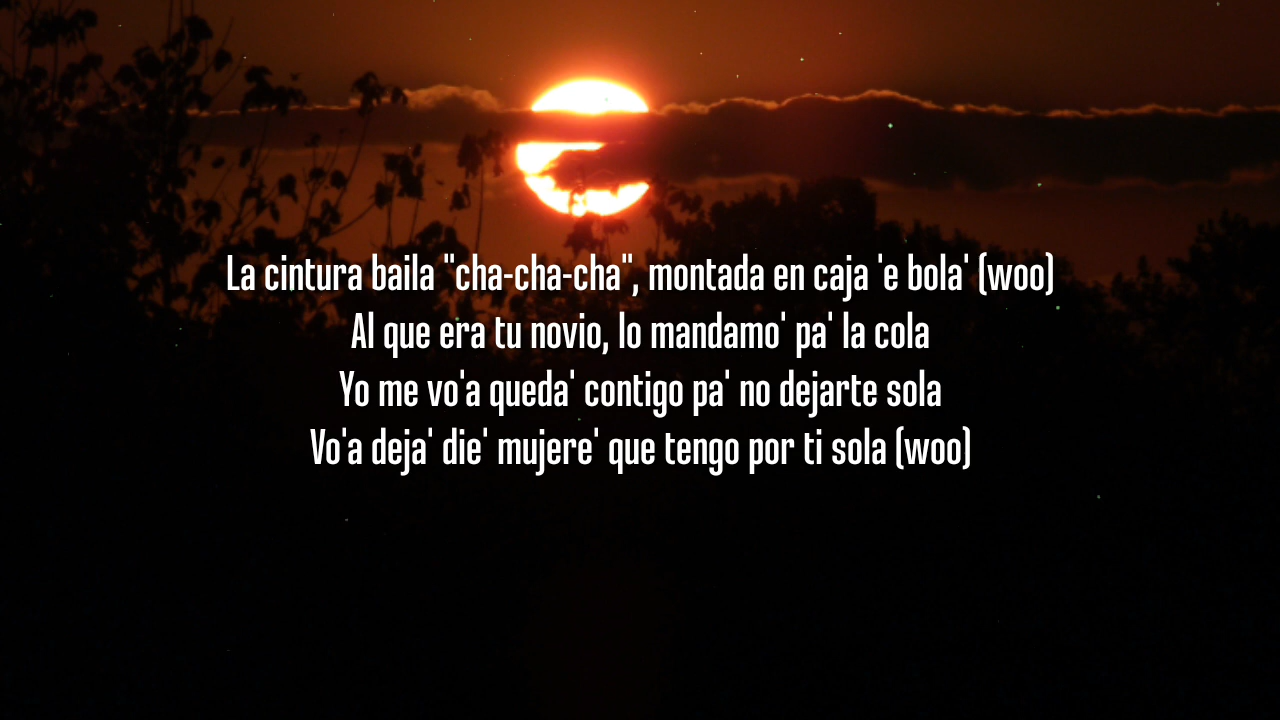 La cintura baila "cha-cha-cha", montada en caja 'e bola' (woo)
Al que era tu novio, lo mandamo' pa' la cola
Yo me vo'a queda' contigo pa' no dejarte sola
Vo'a deja' die' mujere' que tengo por ti sola (woo)